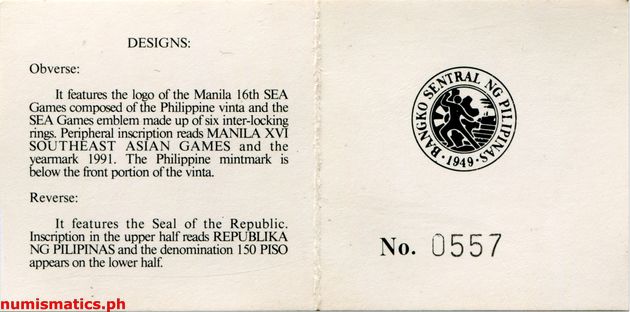 DESIGNS:
Obverse:
It features the logo of the Manila 16th SEA
Games composed of the Philippine vinta and the
SEA Games emblem made up of six inter-locking
rings. Peripheral inscription reads MANILA XVI
SOUTHEAST ASIAN GAMES and the
yearmark 1991. The Philippine mintmark is
below the front portion of the vinta.
Reverse:
It features the Seal of the Republic.
Inscription in the upper half reads REPUBLIKA
NG PILIPINAS and the denomination 150 PISO
appears on the lower half.
numismatics.ph
BANGKO SENTRAL NG PILIPINAS
· 1949 ·
No. 0557